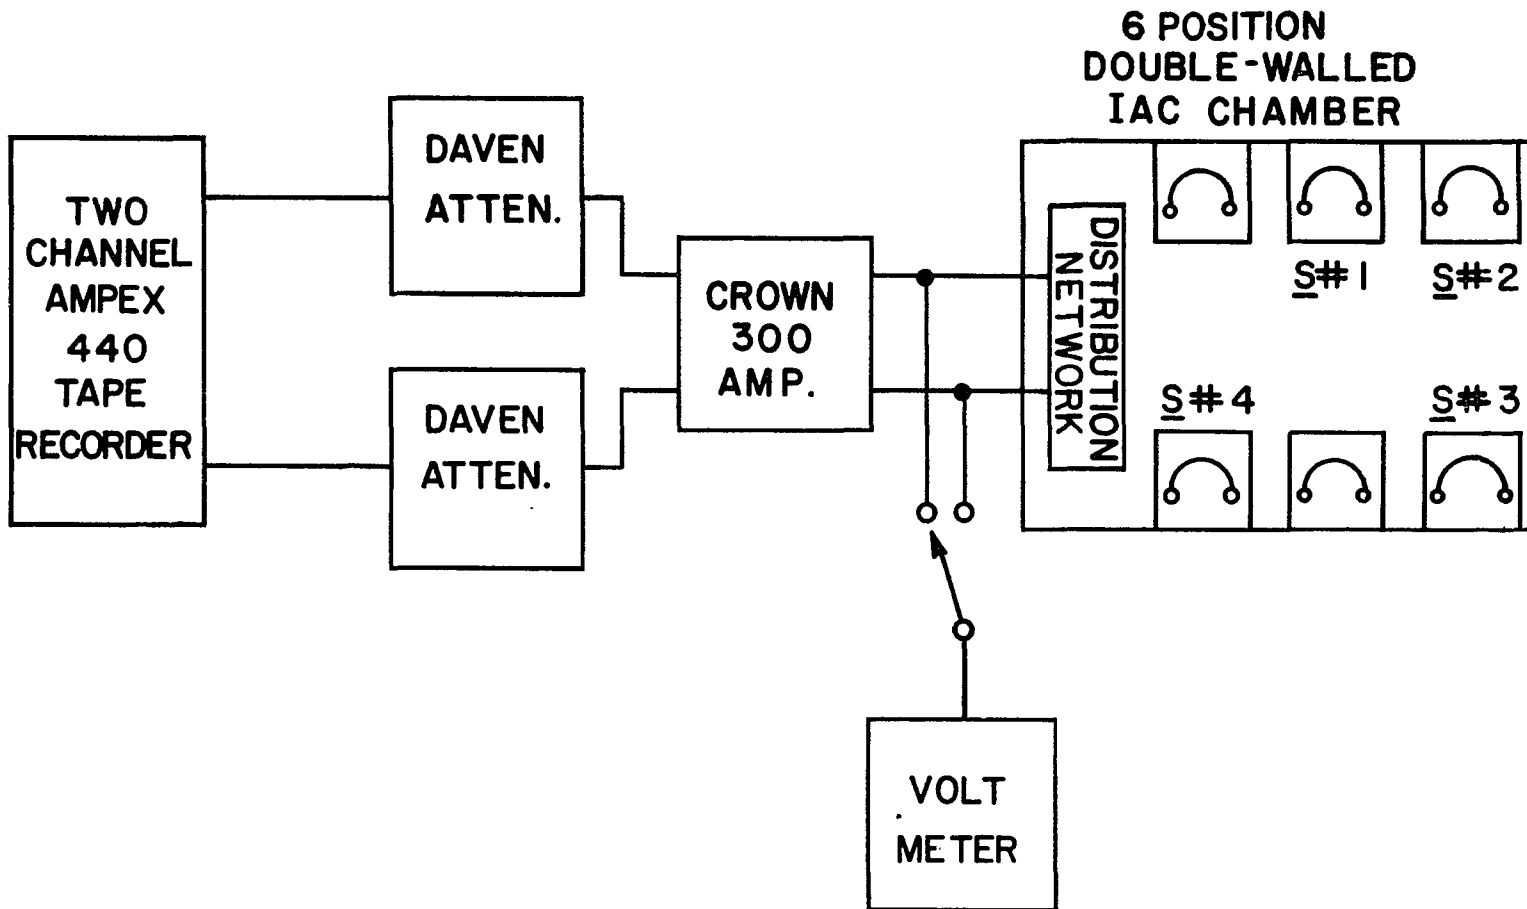 6 POSITION
DOUBLE-WALLED
IAC CHAMBER
TWO
CHANNEL
AMPEX
440
TAPE
RECORDER
DAVEN
ATTEN.
DAVEN
ATTEN.
CROWN
300
AMP.
DISTRIBUTION
NETWORK
S#1
S#2
S#4
S#3
VOLT
METER